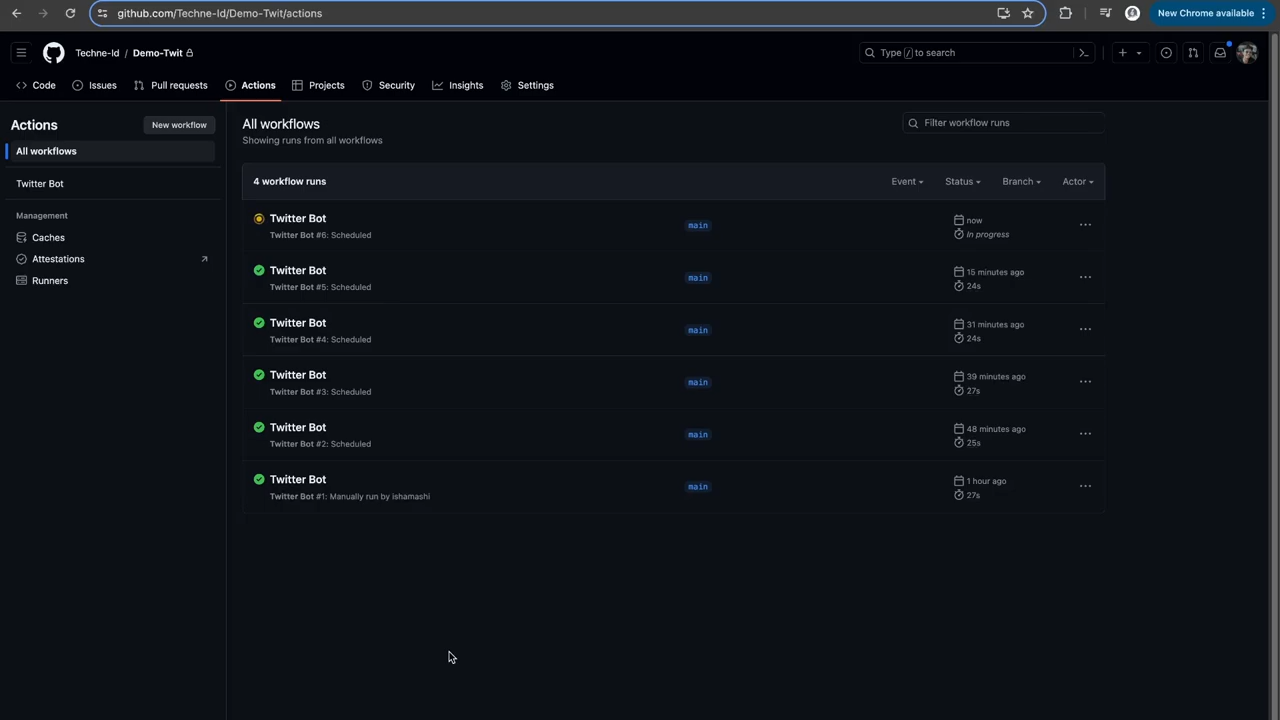 github.com/Techne-Id/Demo-Twit/actions
New Chrome available
Techne-Id / Demo-Twit
Type / to search
Code
Issues
Pull requests
Actions
Projects
Security
Insights
Settings
Actions
New workflow
All workflows
Twitter Bot
Management
Caches
Attestations
Runners
All workflows
Showing runs from all workflows
Filter workflow runs
4 workflow runs
Event
Status
Branch
Actor
Twitter Bot
Twitter Bot #6: Scheduled
main
now
In progress
Twitter Bot
Twitter Bot #5: Scheduled
main
15 minutes ago
24s
Twitter Bot
Twitter Bot #4: Scheduled
main
31 minutes ago
24s
Twitter Bot
Twitter Bot #3: Scheduled
main
39 minutes ago
27s
Twitter Bot
Twitter Bot #2: Scheduled
main
48 minutes ago
25s
Twitter Bot
Twitter Bot #1: Manually run by ishamashi
main
1 hour ago
27s